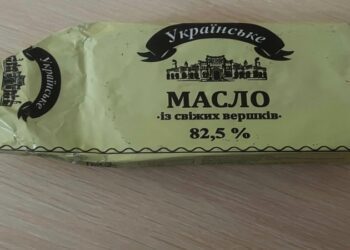 Українське
МАСЛО
·із свіжих вершків·
82,5 %
Українське